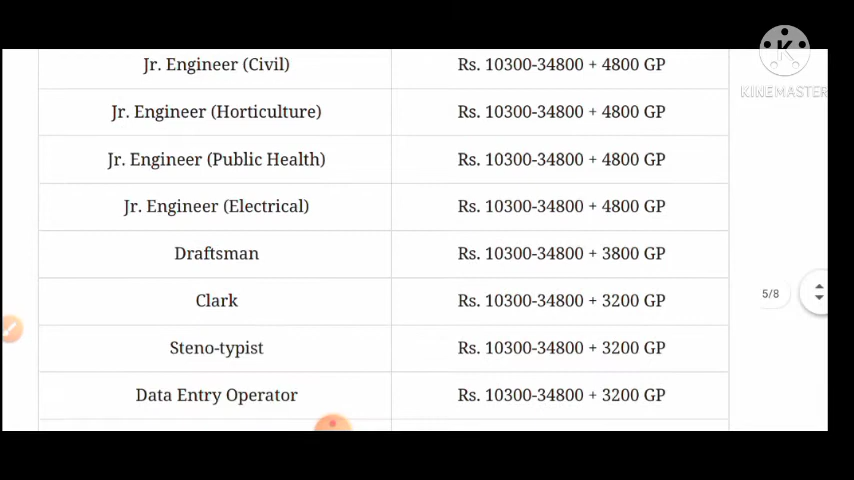 Jr. Engineer (Civil) Rs. 10300-34800 + 4800 GP
Jr. Engineer (Horticulture) Rs. 10300-34800 + 4800 GP
Jr. Engineer (Public Health) Rs. 10300-34800 + 4800 GP
Jr. Engineer (Electrical) Rs. 10300-34800 + 4800 GP
Draftsman Rs. 10300-34800 + 3800 GP
Clark Rs. 10300-34800 + 3200 GP
Steno-typist Rs. 10300-34800 + 3200 GP
Data Entry Operator Rs. 10300-34800 + 3200 GP
K
KINEMASTER
5/8